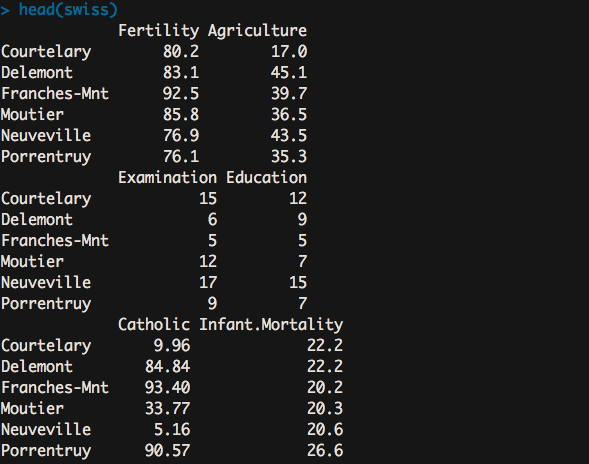 > head(swiss)
             Fertility Agriculture
Courtelary        80.2        17.0
Delemont          83.1        45.1
Franches-Mnt      92.5        39.7
Moutier           85.8        36.5
Neuveville        76.9        43.5
Porrentruy        76.1        35.3
             Examination Education
Courtelary            15        12
Delemont               6         9
Franches-Mnt           5         5
Moutier               12         7
Neuveville            17        15
Porrentruy             9         7
             Catholic Infant.Mortality
Courtelary       9.96             22.2
Delemont        84.84             22.2
Franches-Mnt    93.40             20.2
Moutier         33.77             20.3
Neuveville       5.16             20.6
Porrentruy      90.57             26.6